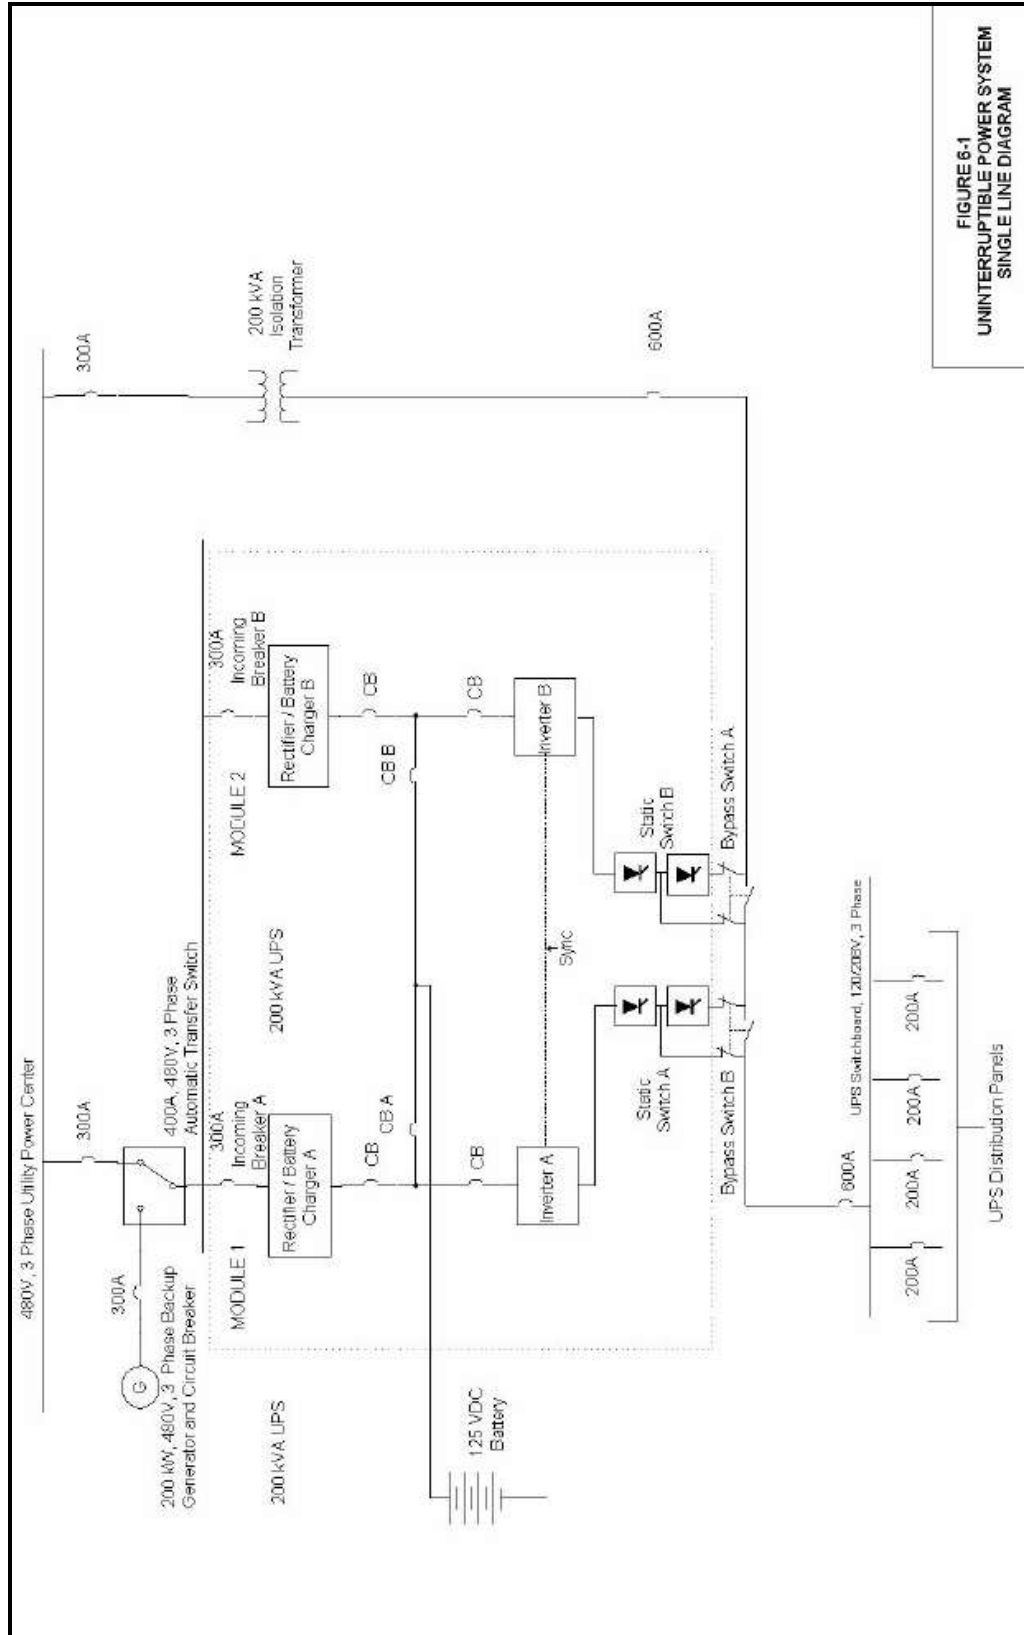 480V, 3 Phase Utility Power Center
300A
300A
300A
G
200 kW, 480V, 3 Phase Backup
Generator and Circuit Breaker
400A, 480V, 3 Phase
Automatic Transfer Switch
200 kVA
Isolation
Transformer
300A
Incoming
Breaker A
300A
Incoming
Breaker B
MODULE 1
MODULE 2
200 kVA UPS
200 kVA UPS
Rectifier / Battery
Charger A
Rectifier / Battery
Charger B
CB
CB A
CB B
CB
125 VDC
Battery
CB
CB
Inverter A
Sync
Inverter B
Static
Switch A
Static
Switch B
600A
Bypass Switch B
Bypass Switch A
600A
UPS Switchboard, 120/208V, 3 Phase
200A
200A
200A
200A
UPS Distribution Panels
FIGURE 6-1
UNINTERRUPTIBLE POWER SYSTEM
SINGLE LINE DIAGRAM